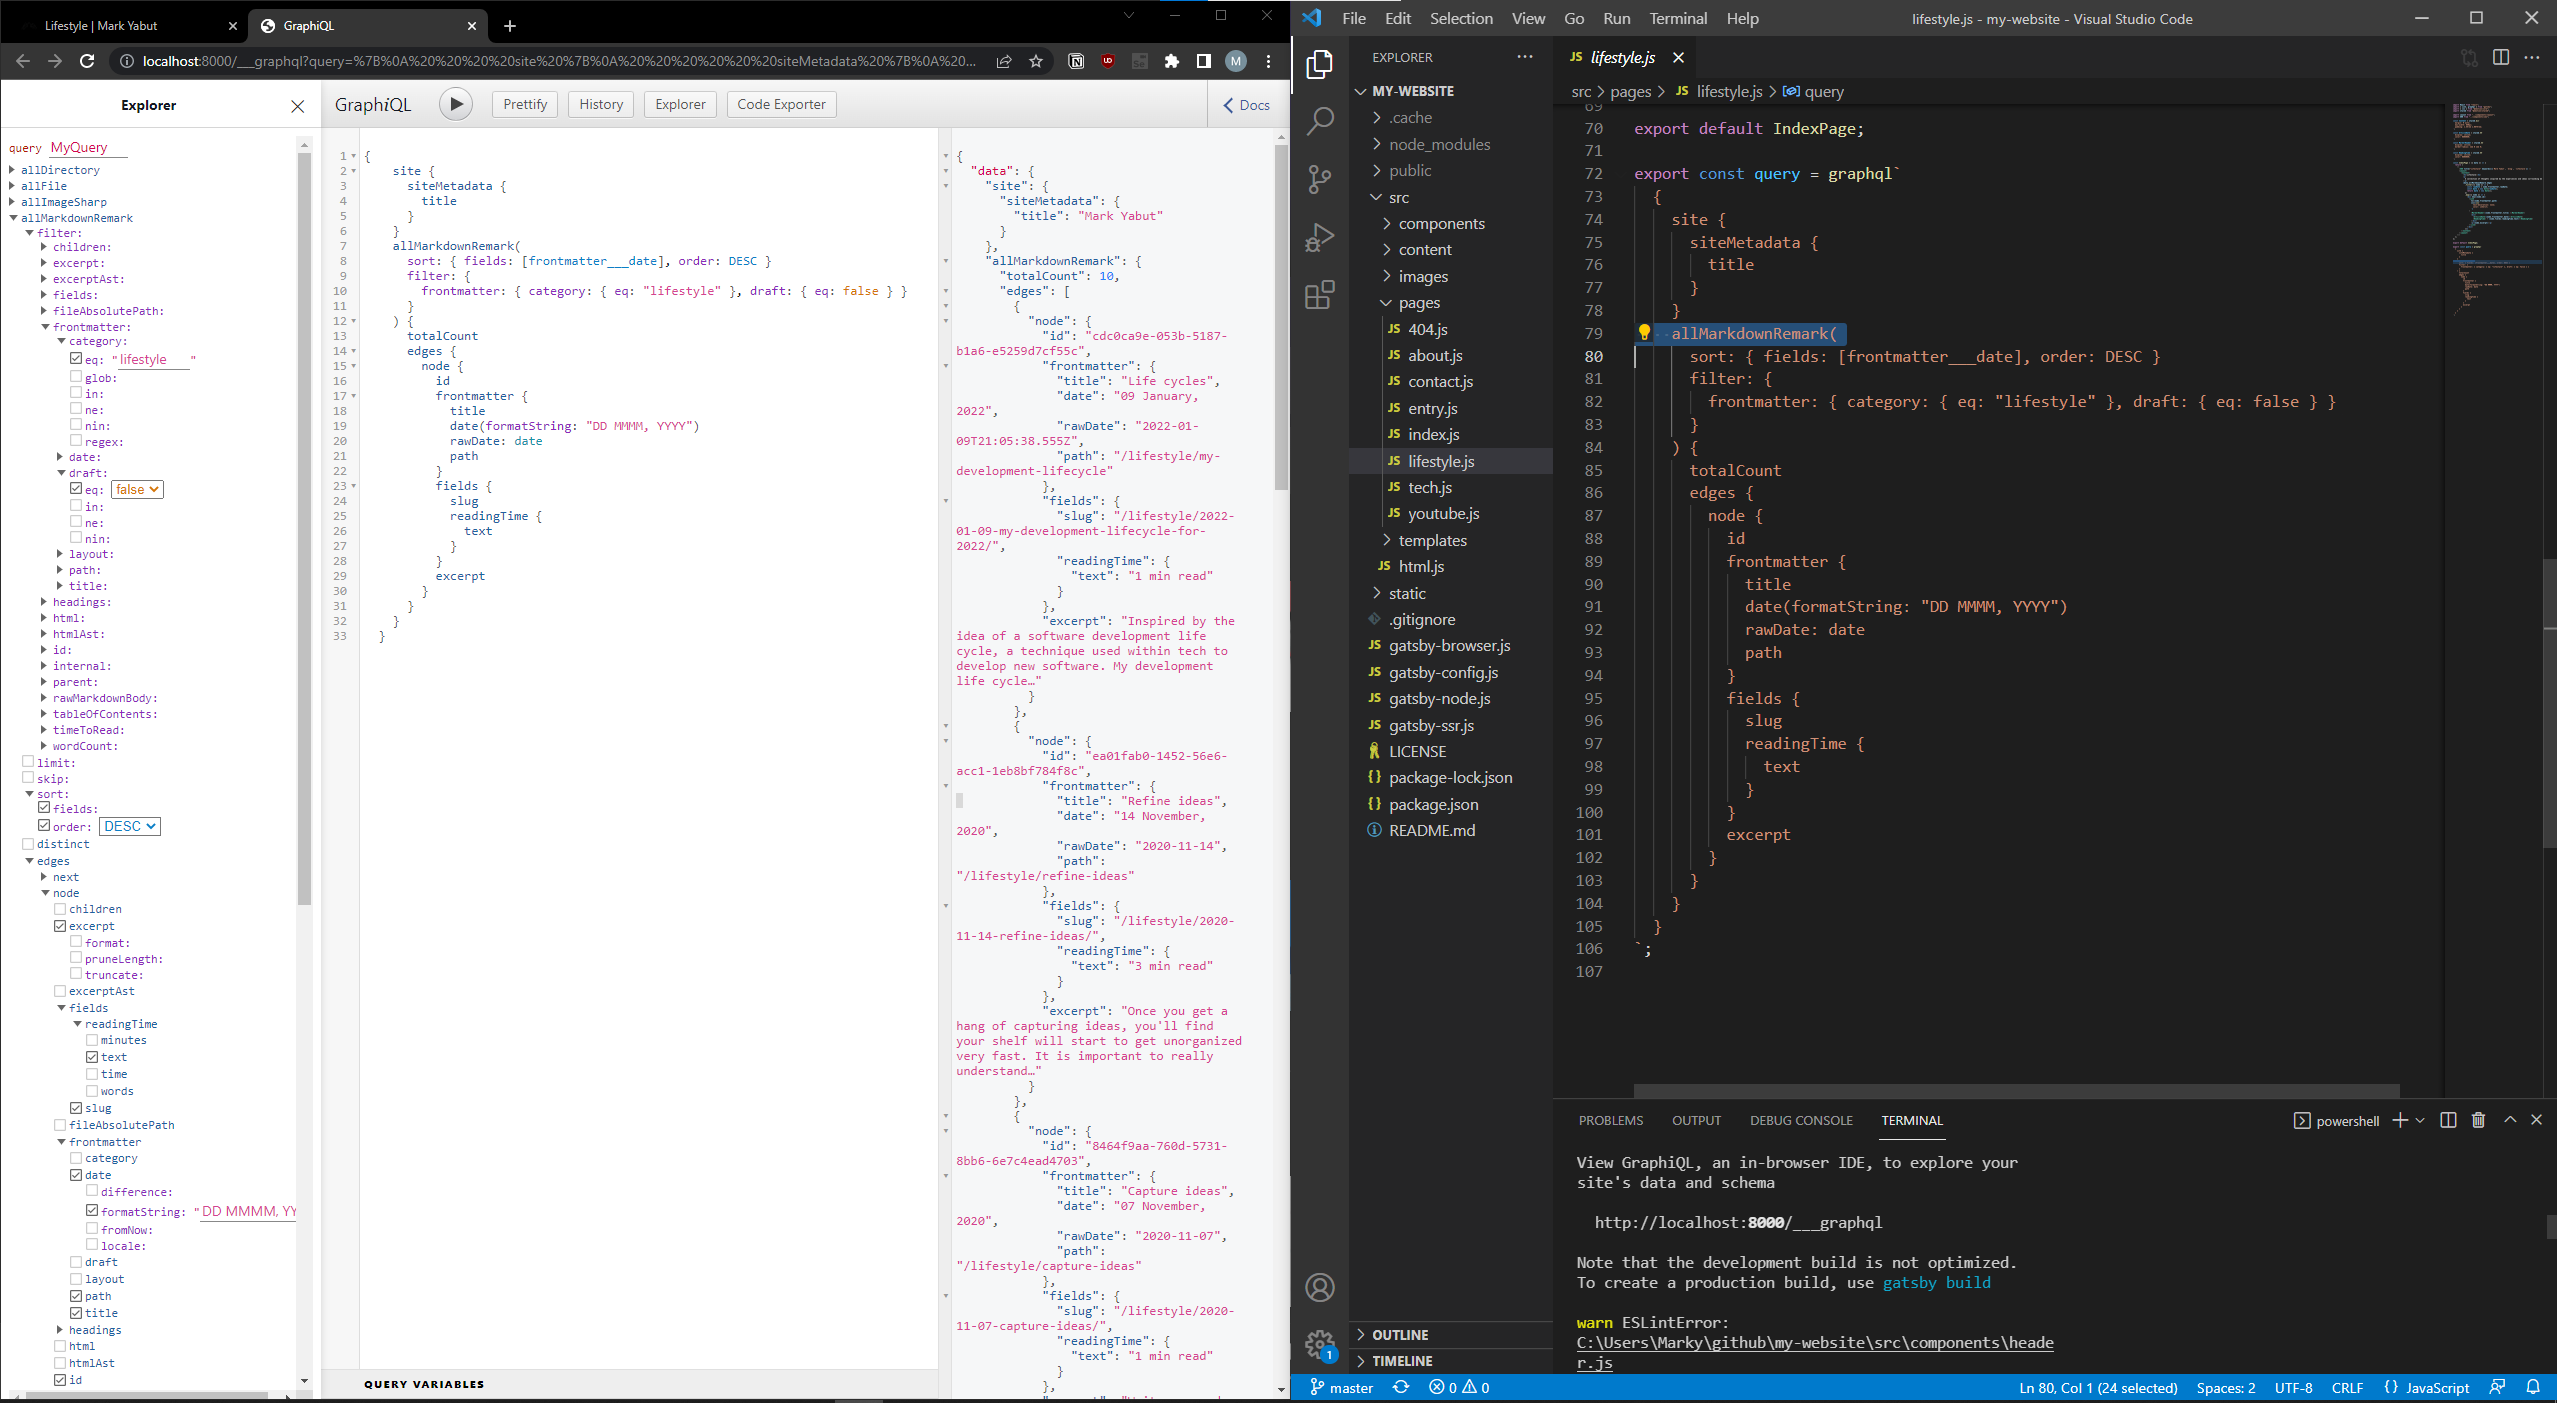 Lifestyle | Mark Yabut
GraphiQL
localhost:8000/___graphql?query=%7B%0A%20%20%20%20site%20%7B%0A%20%20%20%20%20%20siteMetadata%20%7B%0A%20...
M
Explorer
query MyQuery
allDirectory
allFile
allImageSharp
allMarkdownRemark
filter:
children:
excerpt:
excerptAst:
fields:
fileAbsolutePath:
frontmatter:
category:
eq: "lifestyle"
glob:
in:
ne:
nin:
regex:
date:
draft:
eq: false
in:
ne:
nin:
layout:
path:
title:
headings:
html:
htmlAst:
id:
internal:
parent:
rawMarkdownBody:
tableOfContents:
timeToRead:
wordCount:
limit:
skip:
sort:
fields:
order: DESC
distinct
edges
next
node
children
excerpt
format:
pruneLength:
truncate:
excerptAst
fields
readingTime
minutes
text
time
words
slug
fileAbsolutePath
frontmatter
category
date
difference:
formatString: "DD MMMM, YY
fromNow:
locale:
draft
layout
path
title
headings
html
htmlAst
id
GraphiQL
Prettify
History
Explorer
Code Exporter
Docs
1 {
2 site {
3 siteMetadata {
4 title
5 }
6 }
7 allMarkdownRemark(
8 sort: { fields: [frontmatter___date], order: DESC }
9 filter: {
10 frontmatter: { category: { eq: "lifestyle" }, draft: { eq: false } }
11 }
12 ) {
13 totalCount
14 edges {
15 node {
16 id
17 frontmatter {
18 title
19 date(formatString: "DD MMMM, YYYY")
20 rawDate: date
21 path
22 }
23 fields {
24 slug
25 readingTime {
26 text
27 }
28 }
29 excerpt
30 }
31 }
32 }
33 }
QUERY VARIABLES
{
"data": {
"site": {
"siteMetadata": {
"title": "Mark Yabut"
}
},
"allMarkdownRemark": {
"totalCount": 10,
"edges": [
{
"node": {
"id": "cdc0ca9e-053b-5187-
b1a6-e5259d7cf55c",
"frontmatter": {
"title": "Life cycles",
"date": "09 January,
2022",
"rawDate": "2022-01-
09T21:05:38.555Z",
"path": "/lifestyle/my-
development-lifecycle"
},
"fields": {
"slug": "/lifestyle/2022-
01-09-my-development-lifecycle-for-
2022/",
"readingTime": {
"text": "1 min read"
}
},
"excerpt": "Inspired by the
idea of a software development life
cycle, a technique used within tech to
develop new software. My development
life cycle…"
}
},
{
"node": {
"id": "ea01fab0-1452-56e6-
acc1-1eb8bf784f8c",
"frontmatter": {
"title": "Refine ideas",
"date": "14 November,
2020",
"rawDate": "2020-11-14",
"path":
"/lifestyle/refine-ideas"
},
"fields": {
"slug": "/lifestyle/2020-
11-14-refine-ideas/",
"readingTime": {
"text": "3 min read"
}
},
"excerpt": "Once you get a
hang of capturing ideas, you'll find
your shelf will start to get unorganized
very fast. It is important to really
understand…"
}
},
{
"node": {
"id": "8464f9aa-760d-5731-
8bb6-6e7c4ead4703",
"frontmatter": {
"title": "Capture ideas",
"date": "07 November,
2020",
"rawDate": "2020-11-07",
"path":
"/lifestyle/capture-ideas"
},
"fields": {
"slug": "/lifestyle/2020-
11-07-capture-ideas/",
"readingTime": {
"text": "1 min read"
}
},
File Edit Selection View Go Run Terminal Help
lifestyle.js - my-website - Visual Studio Code
EXPLORER
MY-WEBSITE
.cache
node_modules
public
src
components
content
images
pages
JS 404.js
JS about.js
JS contact.js
JS entry.js
JS index.js
JS lifestyle.js
JS tech.js
JS youtube.js
templates
JS html.js
static
.gitignore
JS gatsby-browser.js
JS gatsby-config.js
JS gatsby-node.js
JS gatsby-ssr.js
LICENSE
{} package-lock.json
{} package.json
README.md
OUTLINE
TIMELINE
1
JS lifestyle.js
src > pages > JS lifestyle.js > query
69
70 export default IndexPage;
71
72 export const query = graphql`
73 {
74 site {
75 siteMetadata {
76 title
77 }
78 }
79 allMarkdownRemark(
80 sort: { fields: [frontmatter___date], order: DESC }
81 filter: {
82 frontmatter: { category: { eq: "lifestyle" }, draft: { eq: false } }
83 }
84 ) {
85 totalCount
86 edges {
87 node {
88 id
89 frontmatter {
90 title
91 date(formatString: "DD MMMM, YYYY")
92 rawDate: date
93 path
94 }
95 fields {
96 slug
97 readingTime {
98 text
99 }
100 }
101 excerpt
102 }
103 }
104 }
105 }
106 `;
107
PROBLEMS OUTPUT DEBUG CONSOLE TERMINAL
powershell
View GraphiQL, an in-browser IDE, to explore your
site's data and schema
http://localhost:8000/___graphql
Note that the development build is not optimized.
To create a production build, use gatsby build
warn ESLintError:
C:\Users\Marky\github\my-website\src\components\heade
r.js
master
0 0
Ln 80, Col 1 (24 selected)
Spaces: 2
UTF-8
CRLF
{} JavaScript